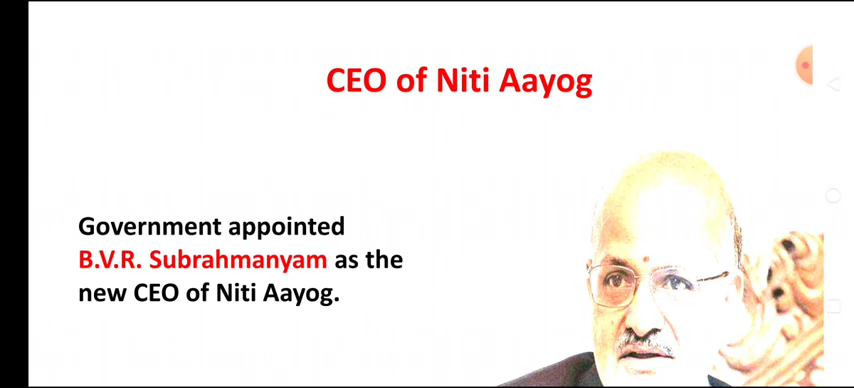 CEO of Niti Aayog
Government appointed
B.V.R. Subrahmanyam as the
new CEO of Niti Aayog.